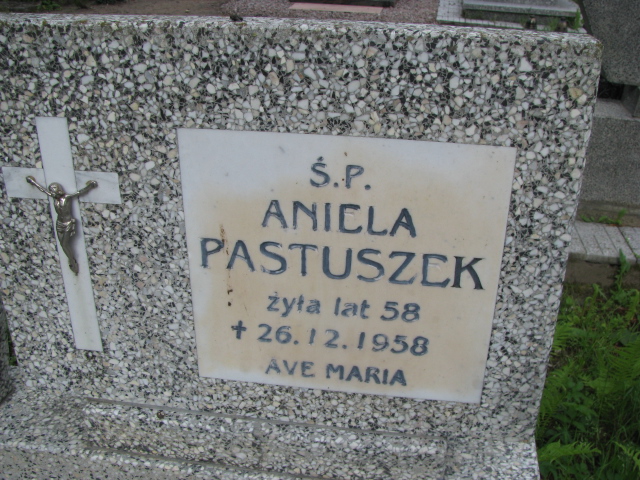 Ś.P.
ANIELA
PASTUSZEK
żyła lat 58
✝ 26.12.1958
AVE MARIA